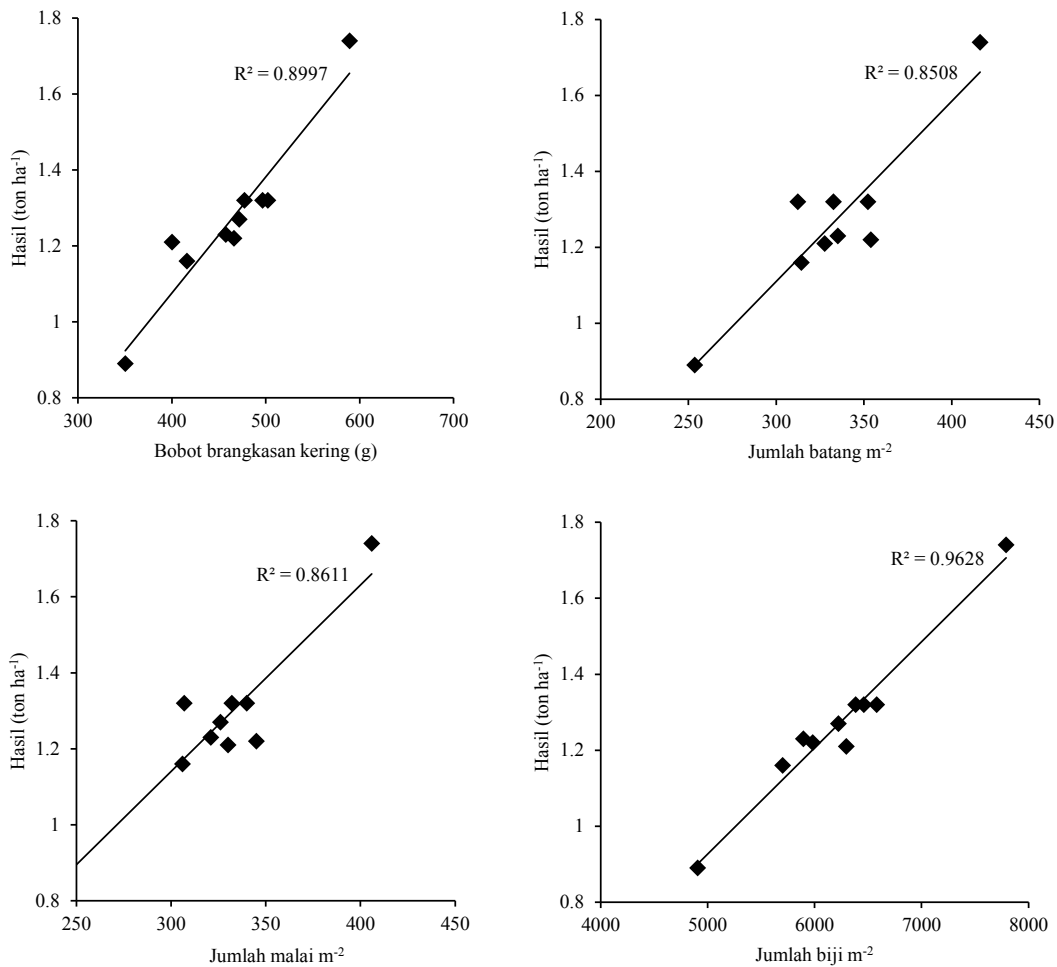 1.8
R² = 0.8997
1.6
1.4
1.2
1
0.8
Hasil (ton ha⁻¹)
300 400 500 600 700
Bobot brangkasan kering (g)
1.8
R² = 0.8508
1.6
1.4
1.2
1
0.8
Hasil (ton ha⁻¹)
200 250 300 350 400 450
Jumlah batang m⁻²
1.8
R² = 0.8611
1.6
1.4
1.2
1
0.8
Hasil (ton ha⁻¹)
250 300 350 400 450
Jumlah malai m⁻²
1.8
R² = 0.9628
1.6
1.4
1.2
1
0.8
Hasil (ton ha⁻¹)
4000 5000 6000 7000 8000
Jumlah biji m⁻²